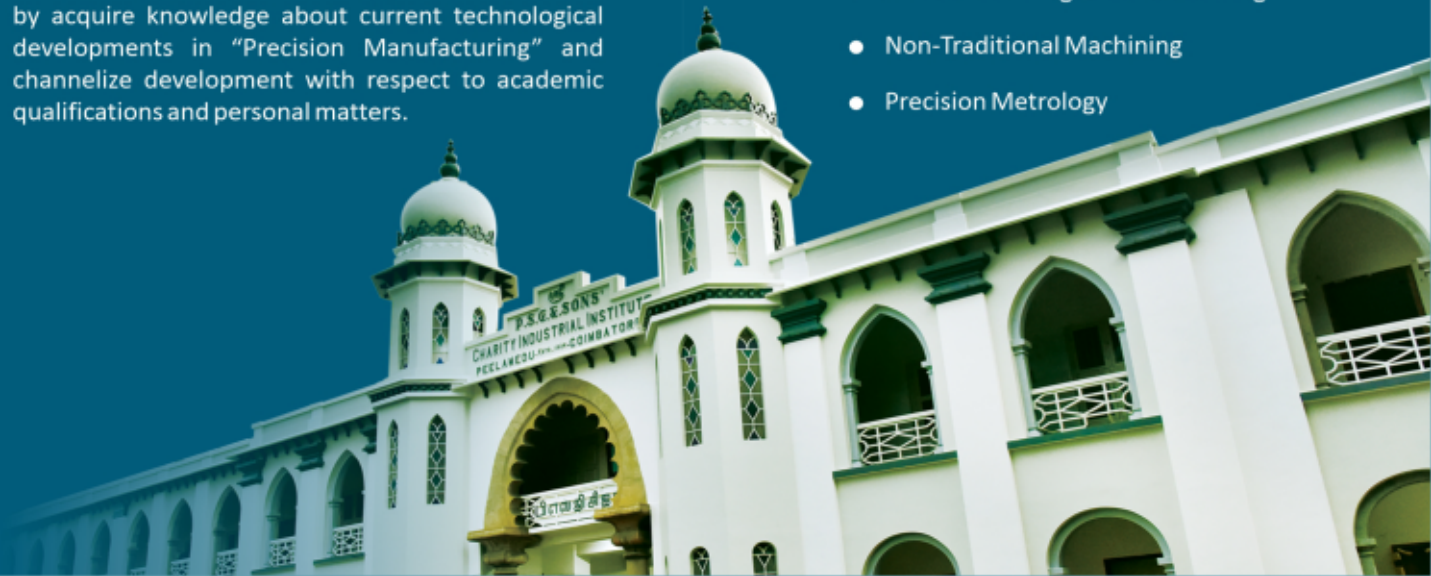 by acquire knowledge about current technological
developments in “Precision Manufacturing” and
channelize development with respect to academic
qualifications and personal matters.
● Non-Traditional Machining
● Precision Metrology
P.S.G.& SONS'
CHARITY INDUSTRIAL INSTITUTE
PEELAMEDU COIMBATORE